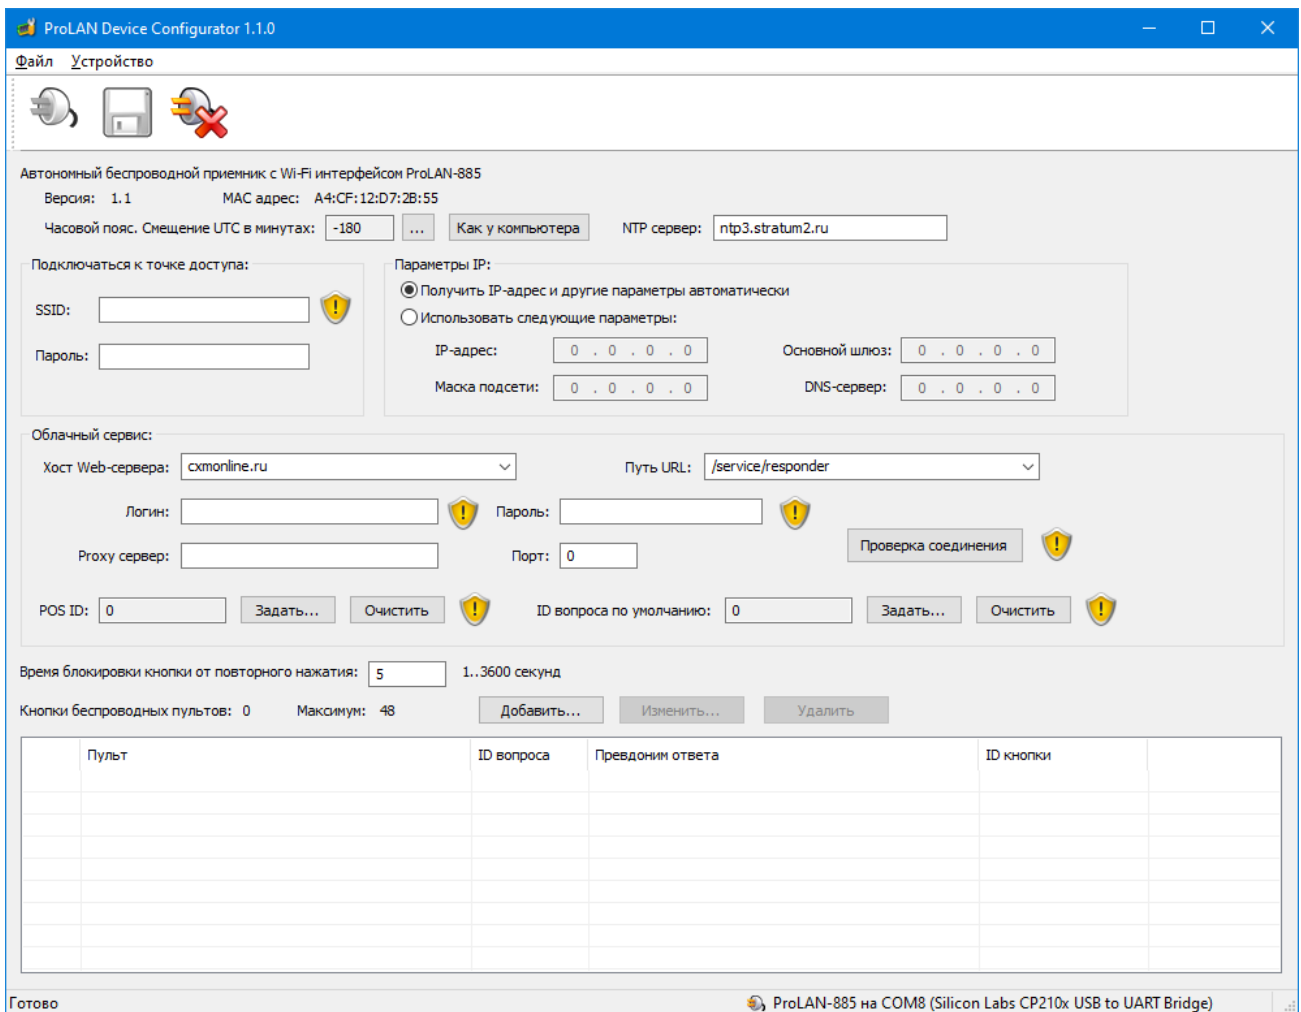 ProLAN Device Configurator 1.1.0
Файл Устройство
Автономный беспроводной приемник с Wi-Fi интерфейсом ProLAN-885
Версия: 1.1 MAC адрес: A4:CF:12:D7:2B:55
Часовой пояс. Смещение UTC в минутах: -180 ... Как у компьютера NTP сервер: ntp3.stratum2.ru
Подключаться к точке доступа: Параметры IP:
Получить IP-адрес и другие параметры автоматически
SSID: Использовать следующие параметры:
IP-адрес: 0 . 0 . 0 . 0 Основной шлюз: 0 . 0 . 0 . 0
Пароль:
Маска подсети: 0 . 0 . 0 . 0 DNS-сервер: 0 . 0 . 0 . 0
Облачный сервис:
Хост Web-сервера: cxmonline.ru Путь URL: /service/responder
Логин: Пароль:
Proxy сервер: Порт: 0 Проверка соединения
POS ID: 0 Задать... Очистить ID вопроса по умолчанию: 0 Задать... Очистить
Время блокировки кнопки от повторного нажатия: 5 1..3600 секунд
Кнопки беспроводных пультов: 0 Максимум: 48 Добавить... Изменить... Удалить
Пульт ID вопроса Превдоним ответа ID кнопки
Готово ProLAN-885 на COM8 (Silicon Labs CP210x USB to UART Bridge)